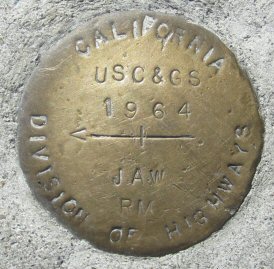 CALIFORNIA
USC&GS
1964
JAW
RM
DIVISION OF HIGHWAYS